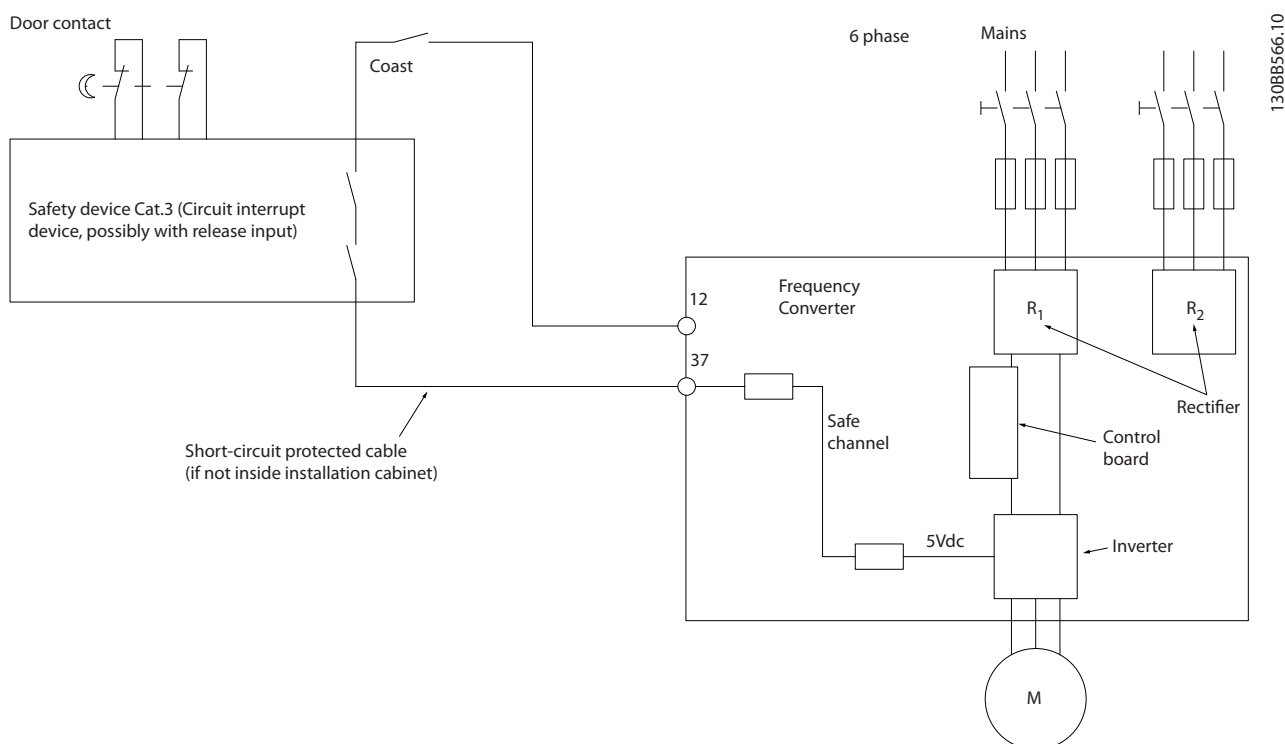 Door contact
Coast
6 phase
Mains
130BB566.10
Safety device Cat.3 (Circuit interrupt
device, possibly with release input)
12
Frequency
Converter
R1
R2
37
Rectifier
Safe
channel
Control
board
Short-circuit protected cable
(if not inside installation cabinet)
5Vdc
Inverter
M